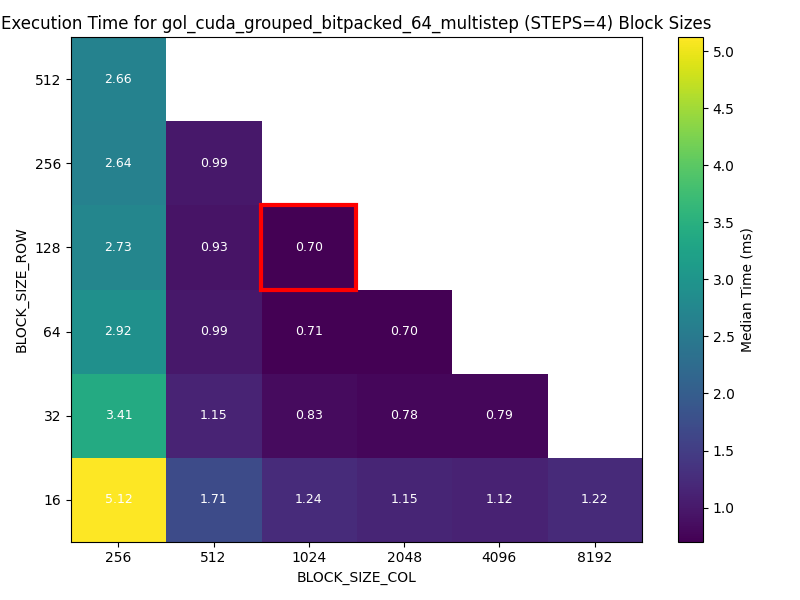 Execution Time for gol_cuda_grouped_bitpacked_64_multistep (STEPS=4) Block Sizes
512 2.66
256 2.64 0.99
128 2.73 0.93 0.70
64 2.92 0.99 0.71 0.70
32 3.41 1.15 0.83 0.78 0.79
16 5.12 1.71 1.24 1.15 1.12 1.22
256 512 1024 2048 4096 8192
BLOCK_SIZE_COL
BLOCK_SIZE_ROW
5.0
4.5
4.0
3.5
3.0
2.5
2.0
1.5
1.0
Median Time (ms)